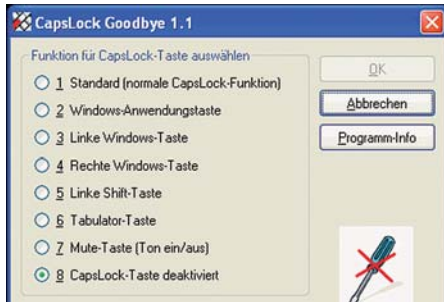 CapsLock Goodbye 1.1
Funktion für CapsLock-Taste auswählen
1 Standard (normale CapsLock-Funktion)
2 Windows-Anwendungstaste
3 Linke Windows-Taste
4 Rechte Windows-Taste
5 Linke Shift-Taste
6 Tabulator-Taste
7 Mute-Taste (Ton ein/aus)
8 CapsLock-Taste deaktiviert
OK
Abbrechen
Programm-Info